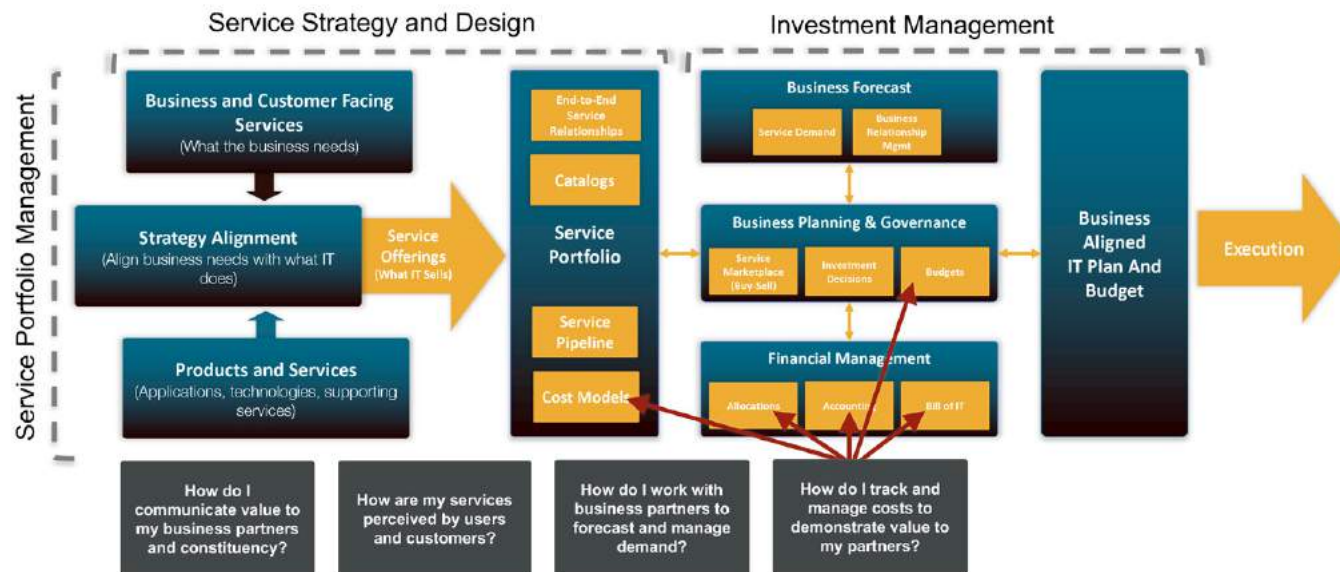 Service Strategy and Design
Investment Management
Service Portfolio Management
Business and Customer Facing
Services
(What the business needs)
Strategy Alignment
(Align business needs with what IT
does)
Products and Services
(Applications, technologies, supporting
services)
Service
Offerings
(What IT Sells)
End-to-End
Service
Relationships
Catalogs
Service
Portfolio
Service
Pipeline
Cost Models
Business Forecast
Service Demand
Business
Relationship
Mgmt
Business Planning & Governance
Service
Marketplace
(Buy-Sell)
Investment
Decisions
Budgets
Financial Management
Allocations
Accounting
Bill of IT
Business
Aligned
IT Plan And
Budget
Execution
How do I
communicate value to
my business partners
and constituency?
How are my services
perceived by users
and customers?
How do I work with
business partners to
forecast and manage
demand?
How do I track and
manage costs to
demonstrate value to
my partners?